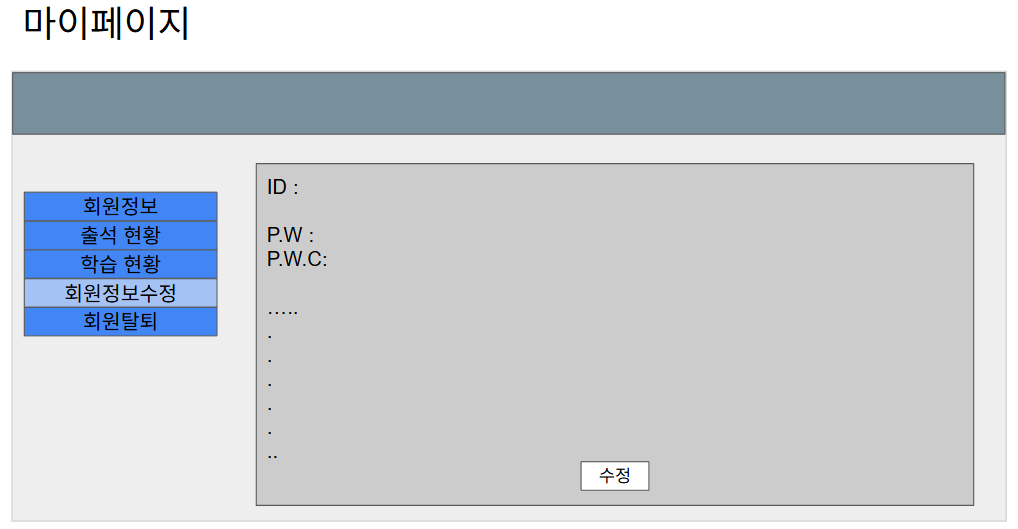 마이페이지
회원정보
출석 현황
학습 현황
회원정보수정
회원탈퇴
ID :
P.W :
P.W.C:
.....
.
.
.
.
.
..
수정